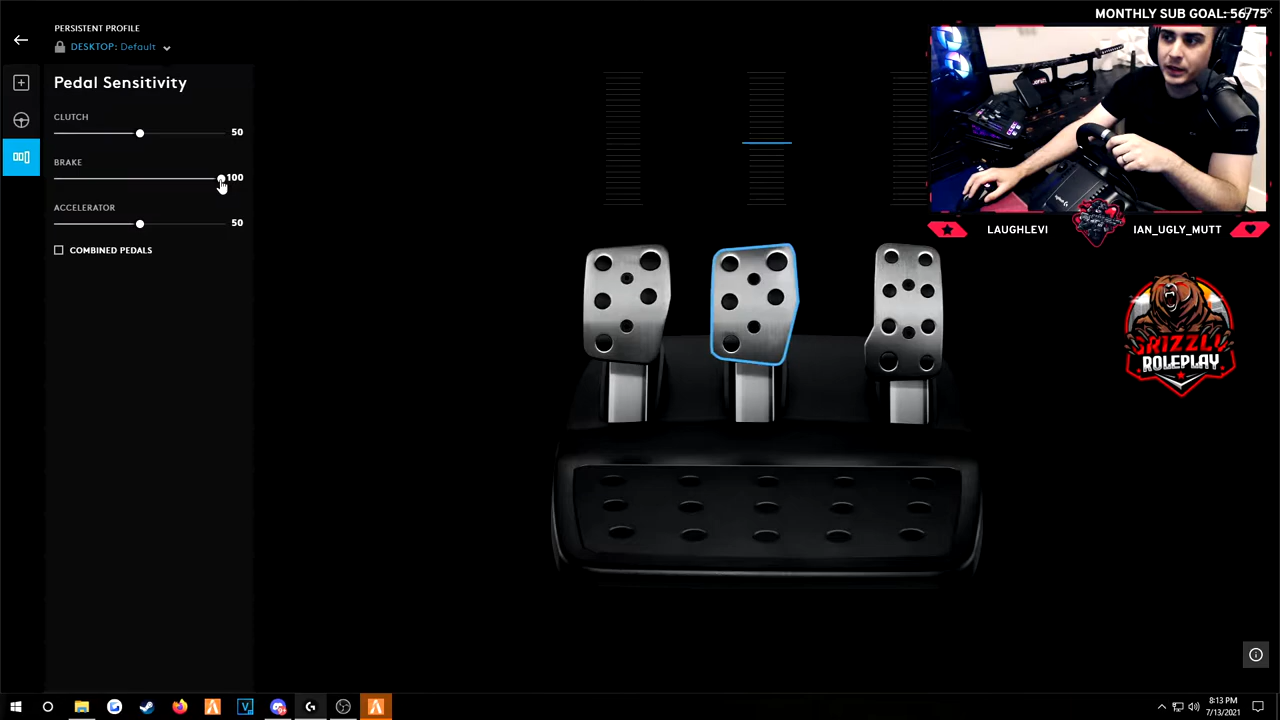 MONTHLY SUB GOAL: 56/75
PERSISTENT PROFILE
DESKTOP: Default
Pedal Sensitivity
CLUTCH
50
BRAKE
100
ACCELERATOR
50
COMBINED PEDALS
LAUGHLEVI
IAN_UGLY_MUTT
GRIZZLY
ROLEPLAY
8:13 PM
7/13/2021